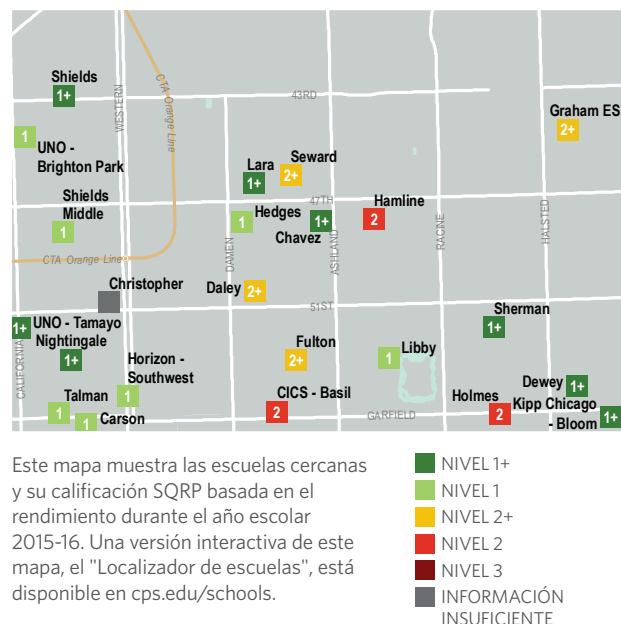 Shields
1+
WESTERN
CTA Orange Line
43RD
Graham ES
2+
1
UNO -
Brighton Park
Lara
1+
Seward
2+
Shields
Middle
1
47TH
Hedges
1
Chavez
1+
Hamline
2
DAMEN
ASHLAND
RACINE
HALSTED
CTA Orange Line
Christopher
Daley
2+
51ST
Sherman
1+
CALIFORNIA
1+
UNO - Tamayo
Nightingale
1+
Horizon -
Southwest
1
Fulton
2+
Libby
1
Talman
1
Carson
1
CICS - Basil
2
GARFIELD
Holmes
2
Dewey
1+
Kipp Chicago
- Bloom
1+
Este mapa muestra las escuelas cercanas
y su calificación SQRP basada en el
rendimiento durante el año escolar
2015-16. Una versión interactiva de este
mapa, el "Localizador de escuelas", está
disponible en cps.edu/schools.
NIVEL 1+
NIVEL 1
NIVEL 2+
NIVEL 2
NIVEL 3
INFORMACIÓN
INSUFICIENTE